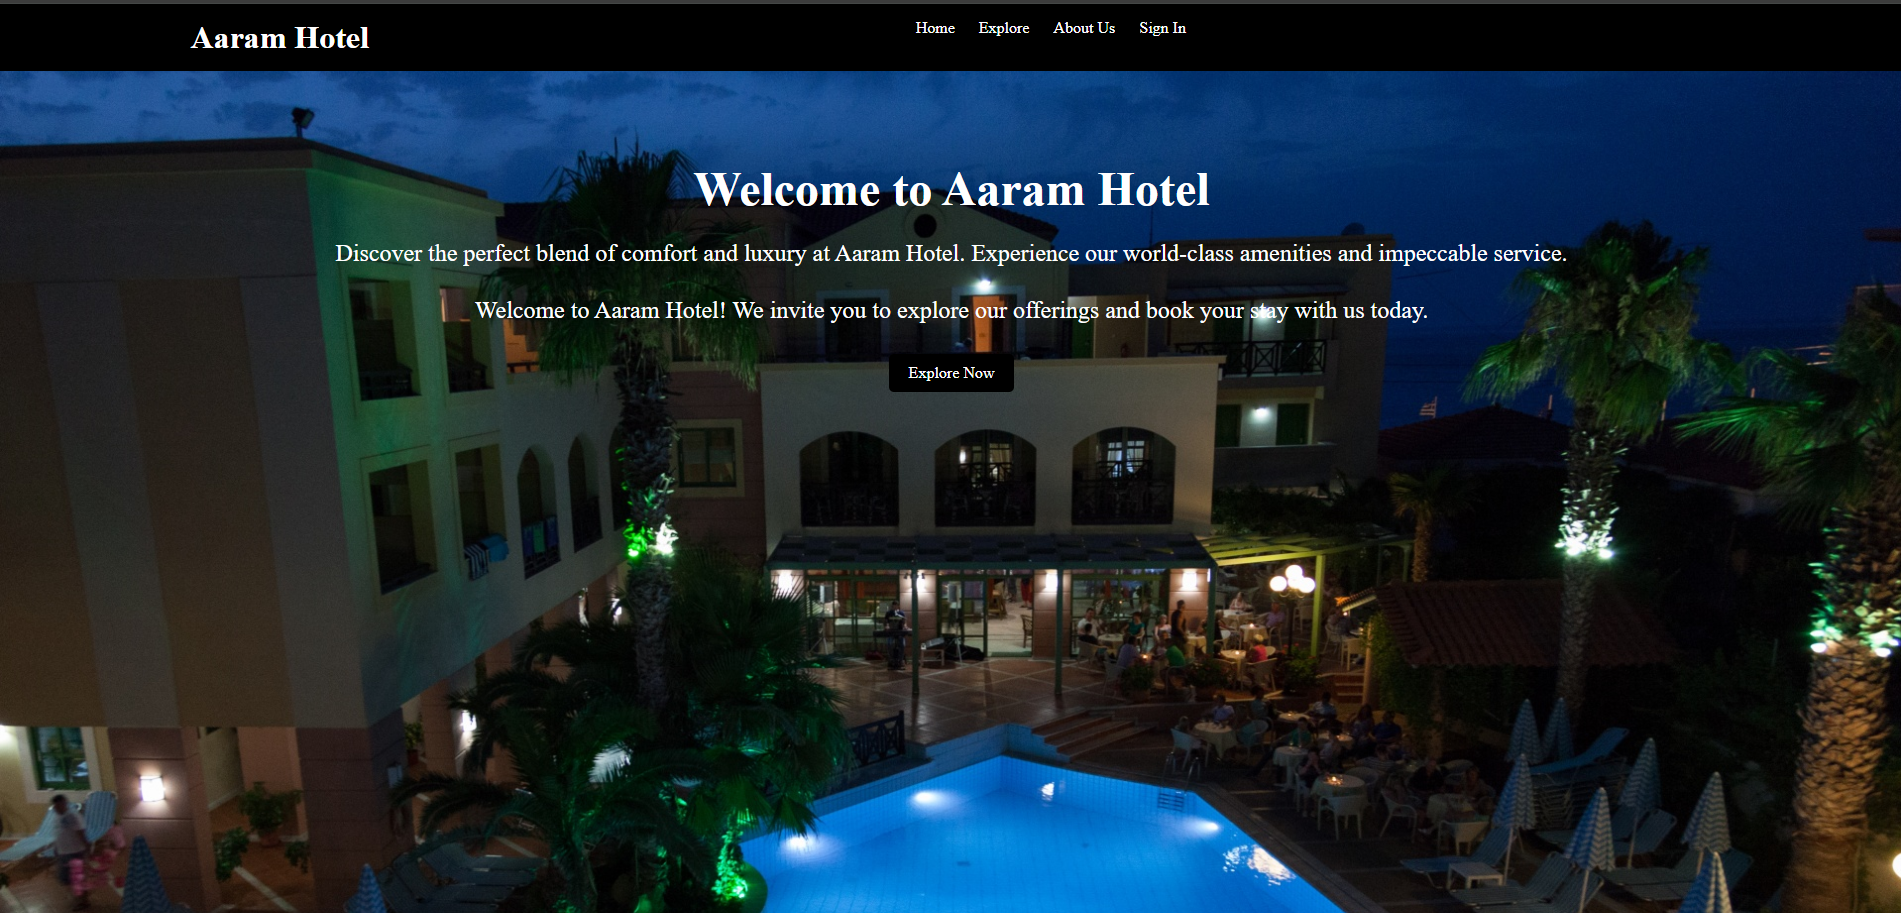 Aaram Hotel
Home Explore About Us Sign In
Welcome to Aaram Hotel
Discover the perfect blend of comfort and luxury at Aaram Hotel. Experience our world-class amenities and impeccable service.
Welcome to Aaram Hotel! We invite you to explore our offerings and book your stay with us today.
Explore Now